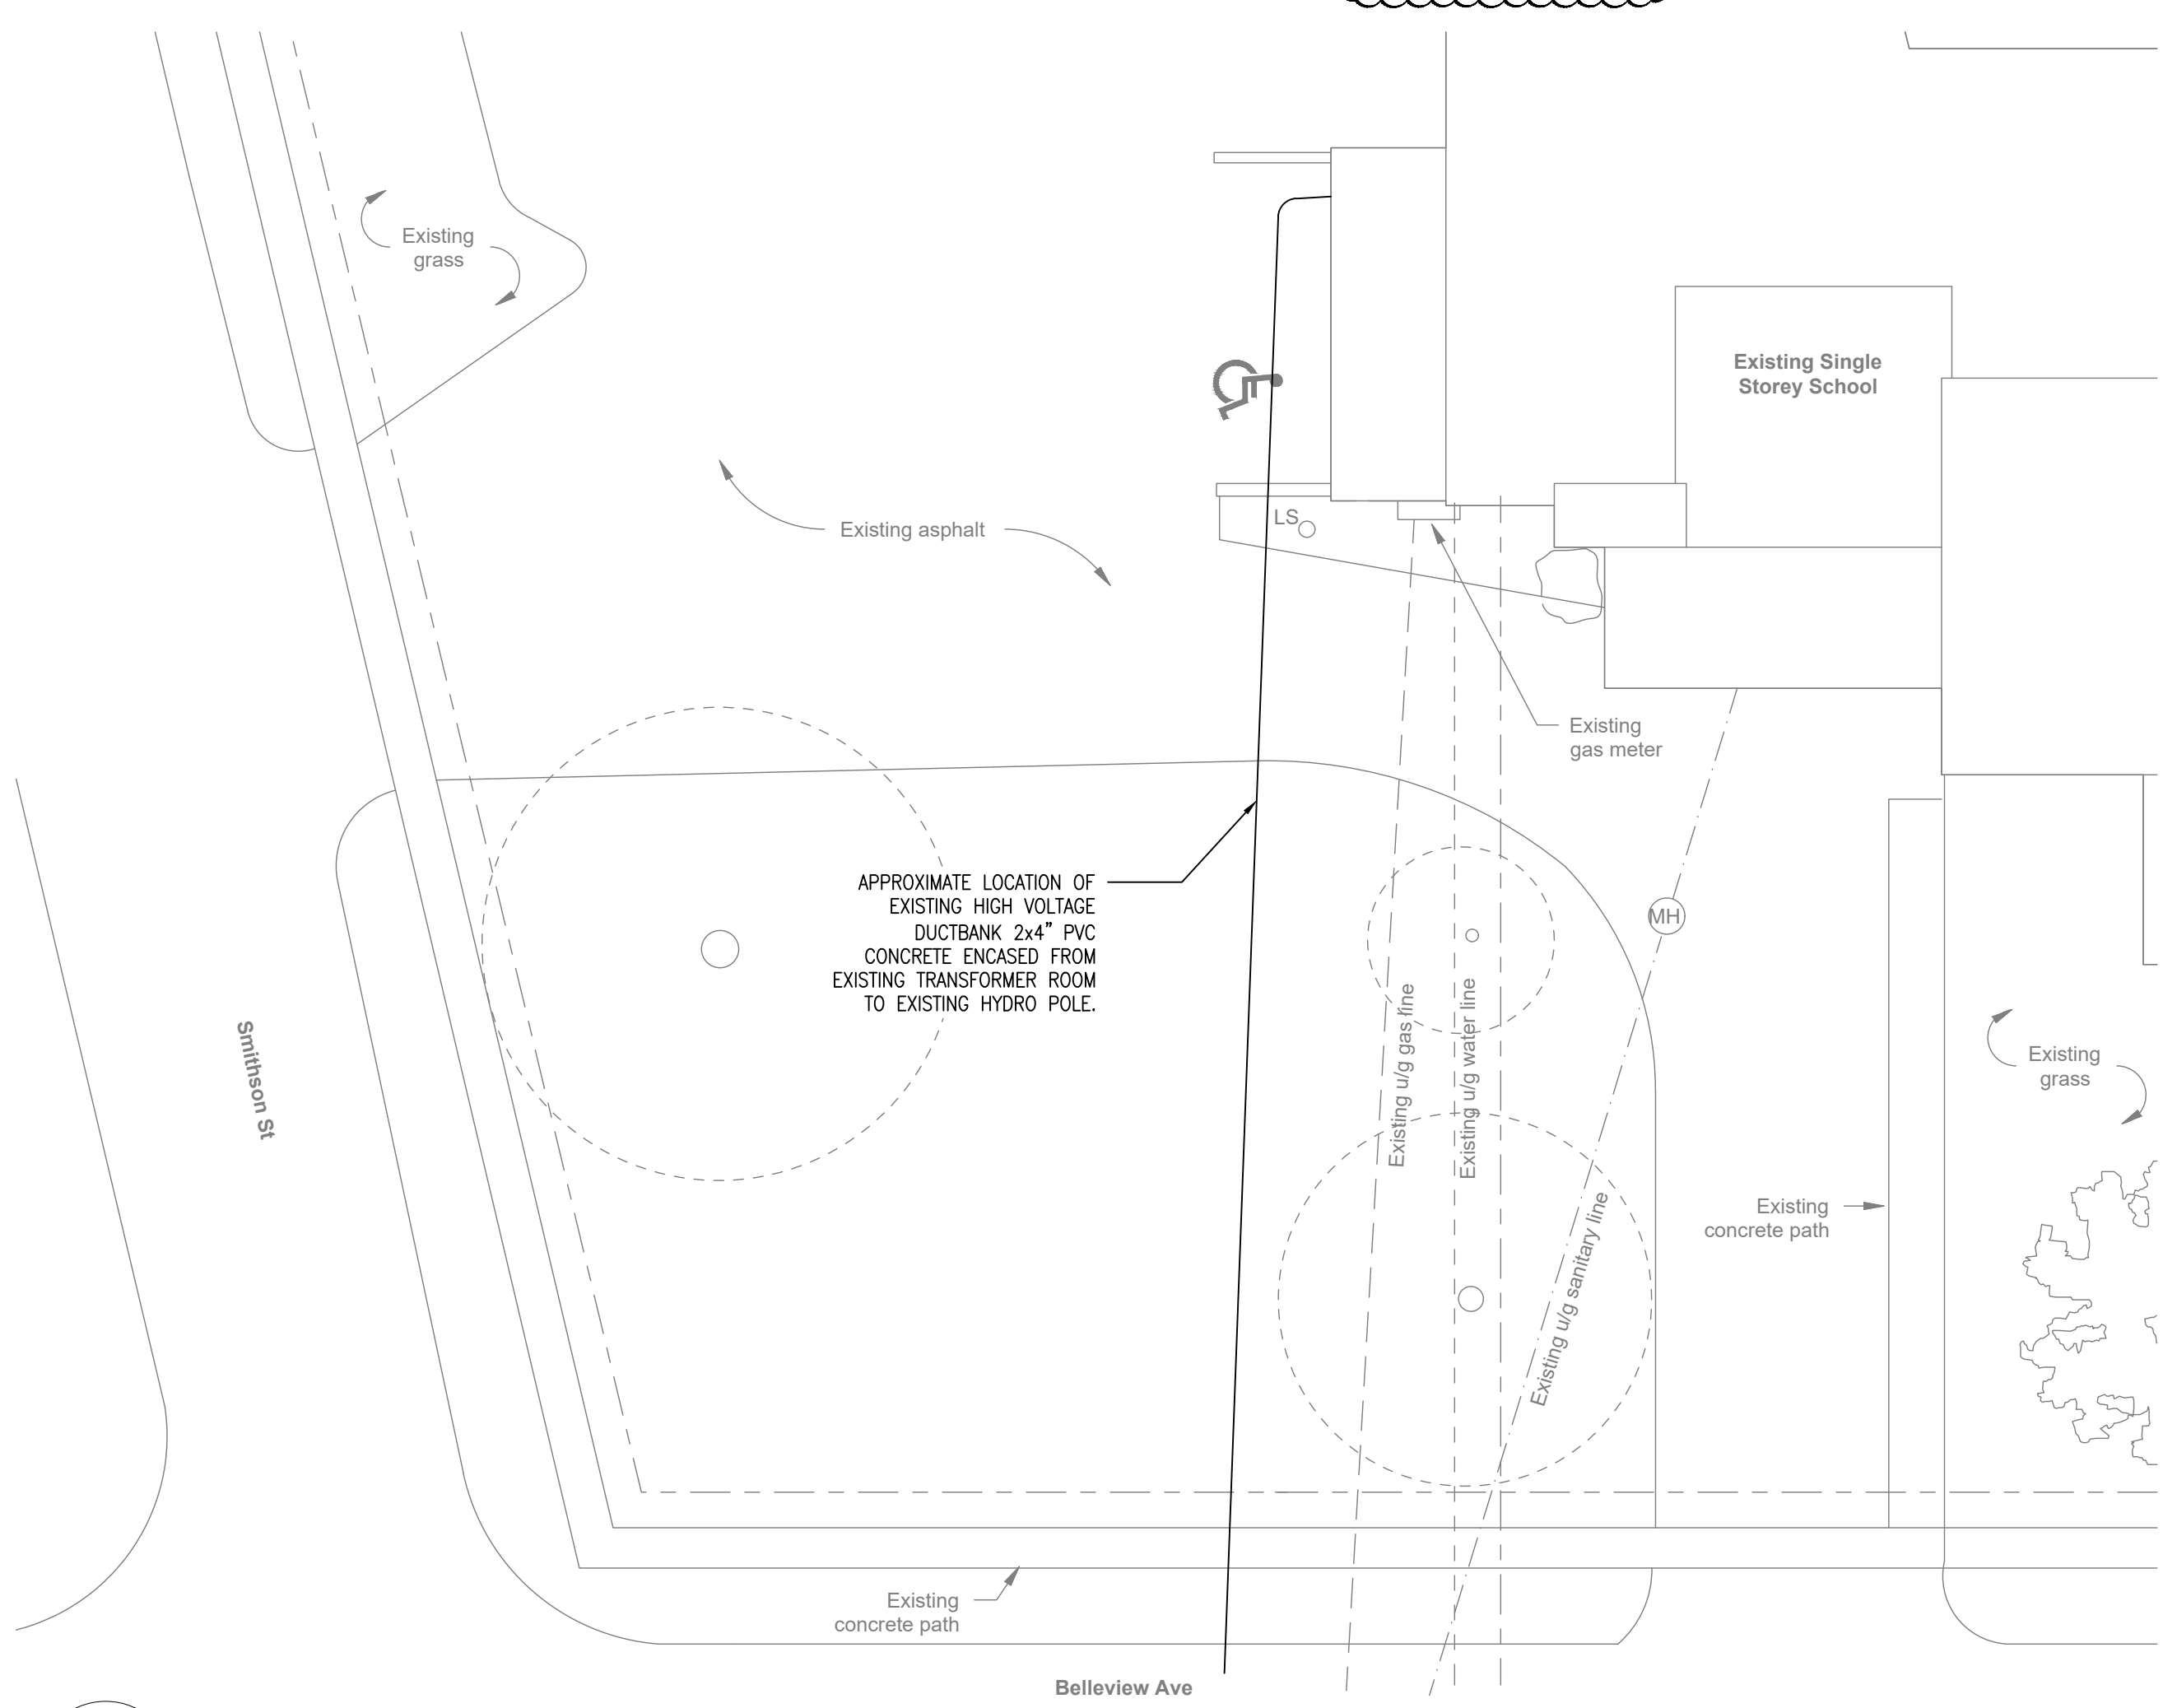 Existing
grass
Existing Single
Storey School
LS
Existing asphalt
Existing
gas meter
APPROXIMATE LOCATION OF
EXISTING HIGH VOLTAGE
DUCTBANK 2x4” PVC
CONCRETE ENCASED FROM
EXISTING TRANSFORMER ROOM
TO EXISTING HYDRO POLE.
MH
Smithson St
Existing u/g gas line
Existing u/g water line
Existing u/g sanitary line
Existing
grass
Existing
concrete path
Existing
concrete path
Belleview Ave